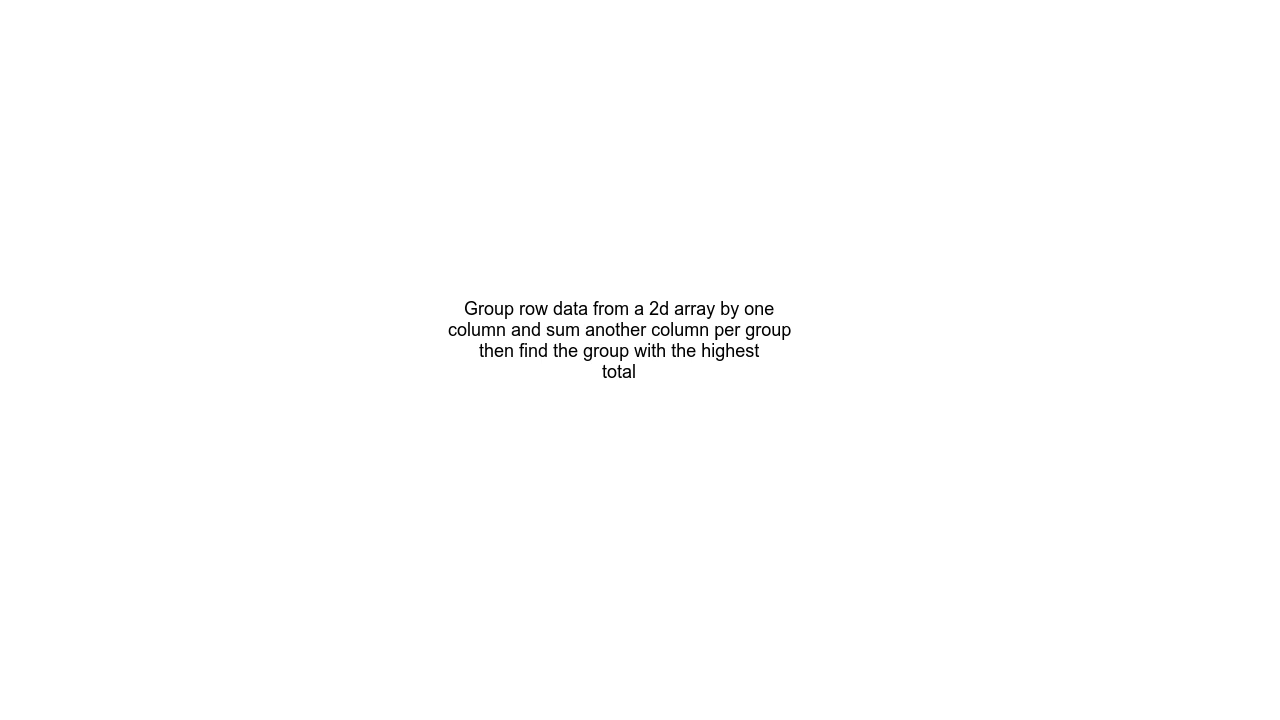 Group row data from a 2d array by one
column and sum another column per group
then find the group with the highest
total